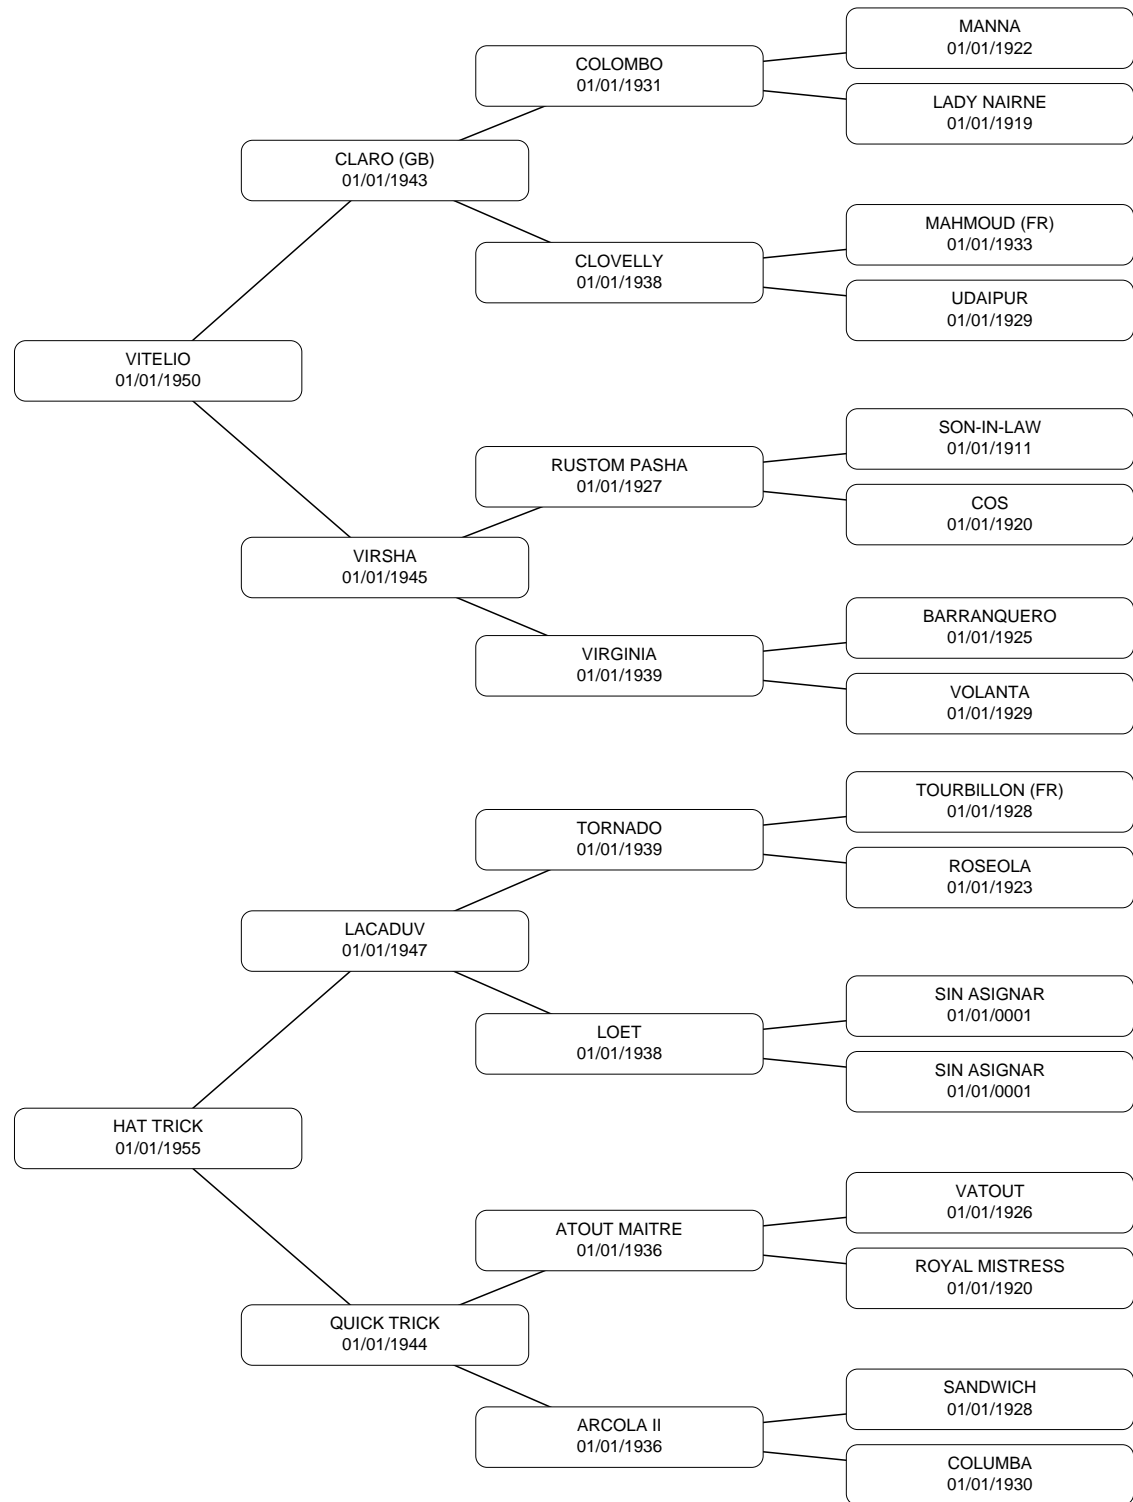 MANNA
01/01/1922
COLOMBO
01/01/1931
LADY NAIRNE
01/01/1919
CLARO (GB)
01/01/1943
MAHMOUD (FR)
01/01/1933
CLOVELLY
01/01/1938
UDAIPUR
01/01/1929
VITELIO
01/01/1950
SON-IN-LAW
01/01/1911
RUSTOM PASHA
01/01/1927
COS
01/01/1920
VIRSHA
01/01/1945
BARRANQUERO
01/01/1925
VIRGINIA
01/01/1939
VOLANTA
01/01/1929
TOURBILLON (FR)
01/01/1928
TORNADO
01/01/1939
ROSEOLA
01/01/1923
LACADUV
01/01/1947
SIN ASIGNAR
01/01/0001
LOET
01/01/1938
SIN ASIGNAR
01/01/0001
HAT TRICK
01/01/1955
VATOUT
01/01/1926
ATOUT MAITRE
01/01/1936
ROYAL MISTRESS
01/01/1920
QUICK TRICK
01/01/1944
SANDWICH
01/01/1928
ARCOLA II
01/01/1936
COLUMBA
01/01/1930